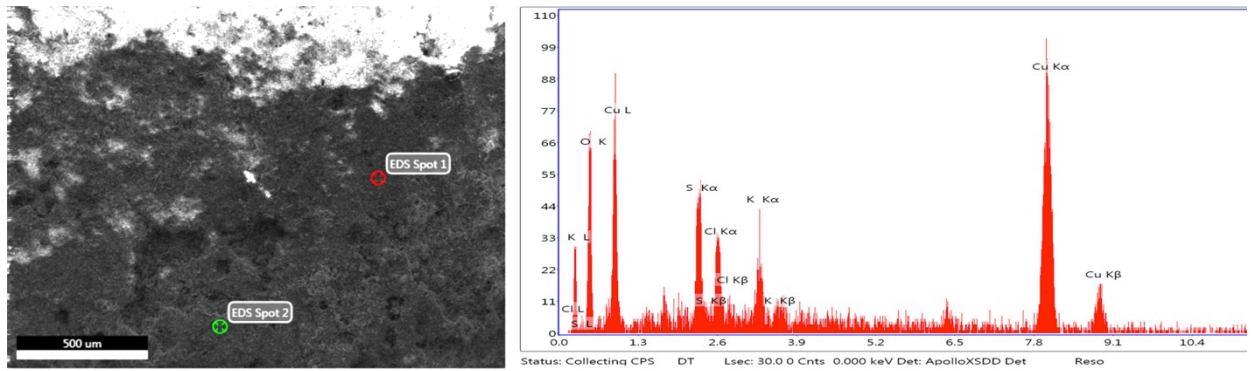 EDS Spot 1
EDS Spot 2
500 um
110
99
88
77
66
55
44
33
22
11
0
Cu Kα
Cu L
O K
S Kα
K Kα
K L
Cl Kα
Cl Kβ
Cu Kβ
Cl L
S Kβ
K Kβ
S L
0.0 1.3 2.6 3.9 5.2 6.5 7.8 9.1 10.4
Status: Collecting CPS DT Lsec: 30.0 0 Cnts 0.000 keV Det: ApolloXSDD Det Reso